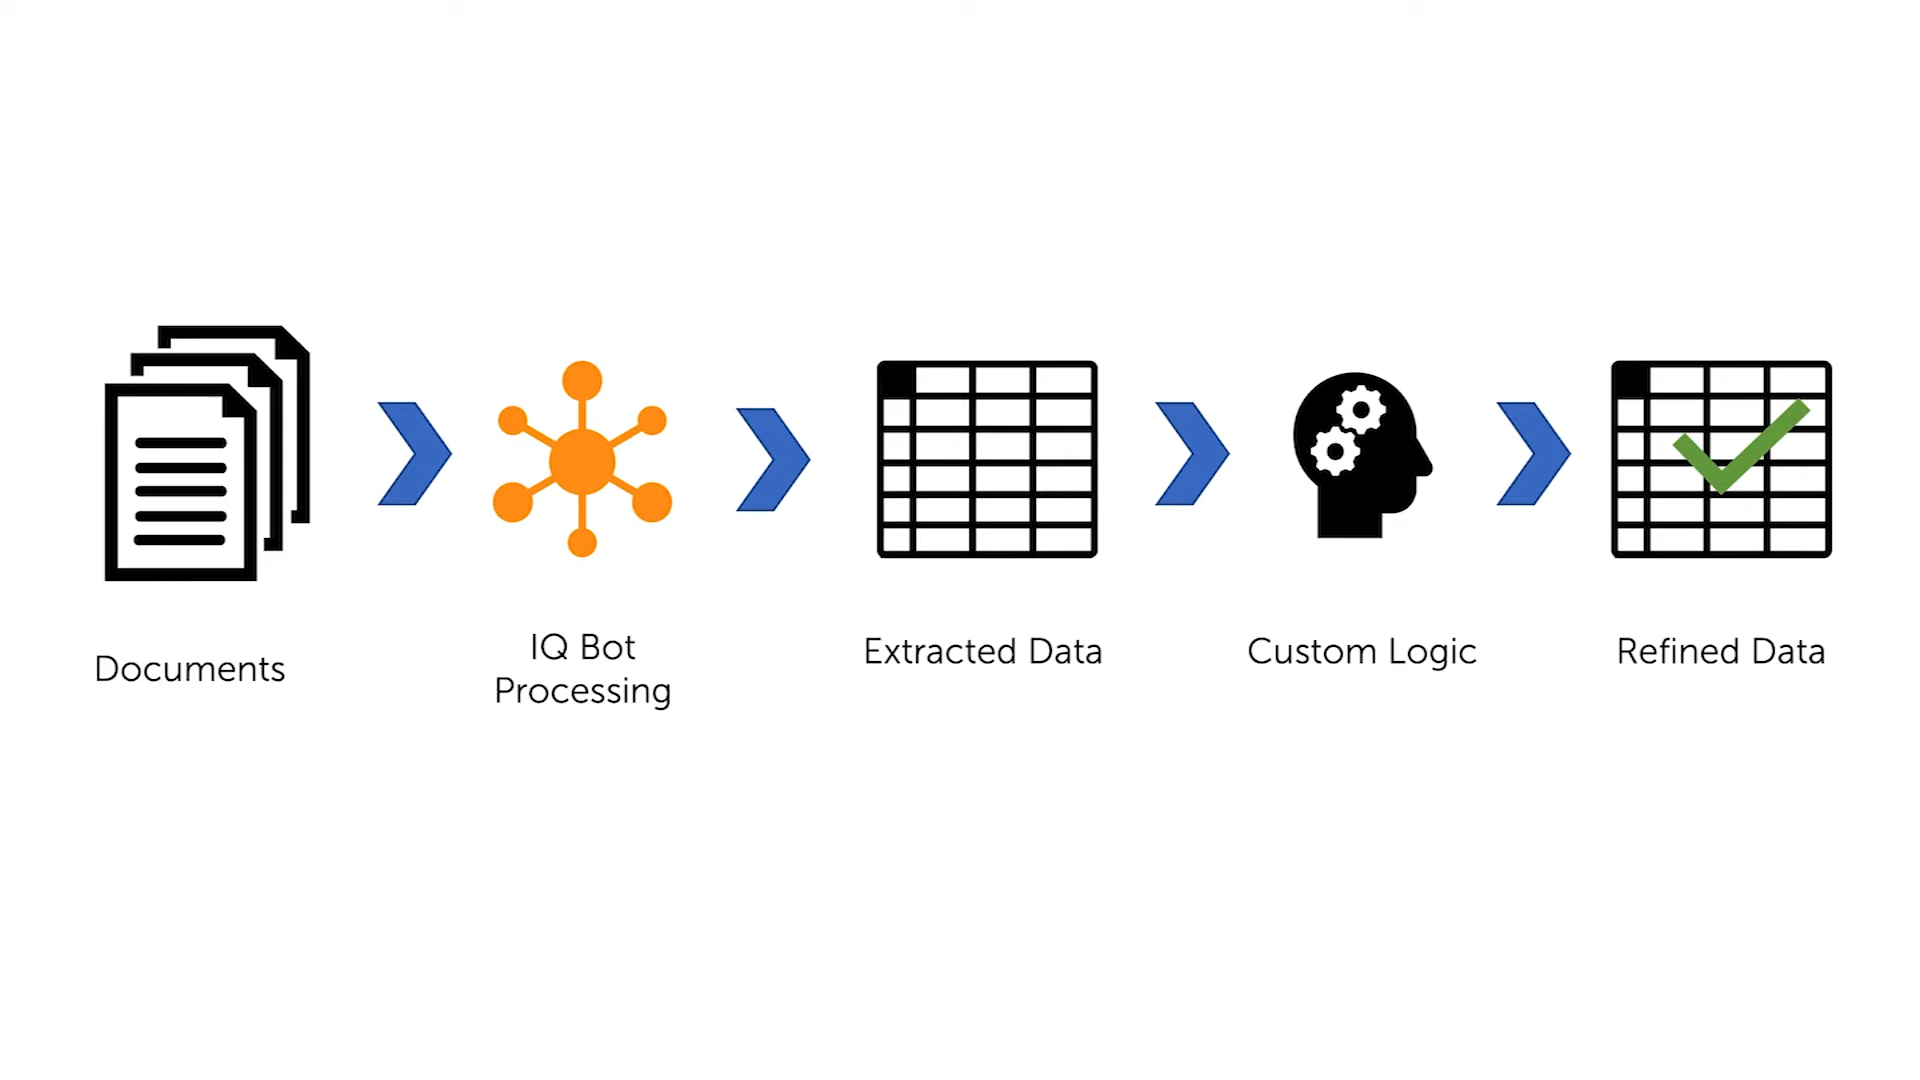 Documents
IQ Bot
Processing
Extracted Data
Custom Logic
Refined Data